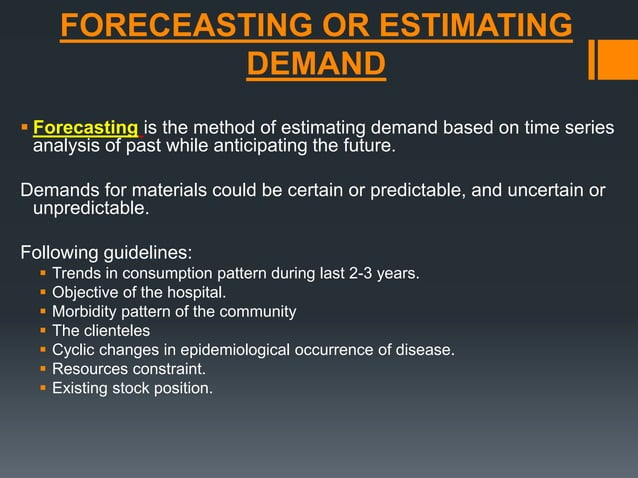 FORECEASTING OR ESTIMATING
DEMAND
Forecasting is the method of estimating demand based on time series
analysis of past while anticipating the future.
Demands for materials could be certain or predictable, and uncertain or
unpredictable.
Following guidelines:
Trends in consumption pattern during last 2-3 years.
Objective of the hospital.
Morbidity pattern of the community
The clienteles
Cyclic changes in epidemiological occurrence of disease.
Resources constraint.
Existing stock position.